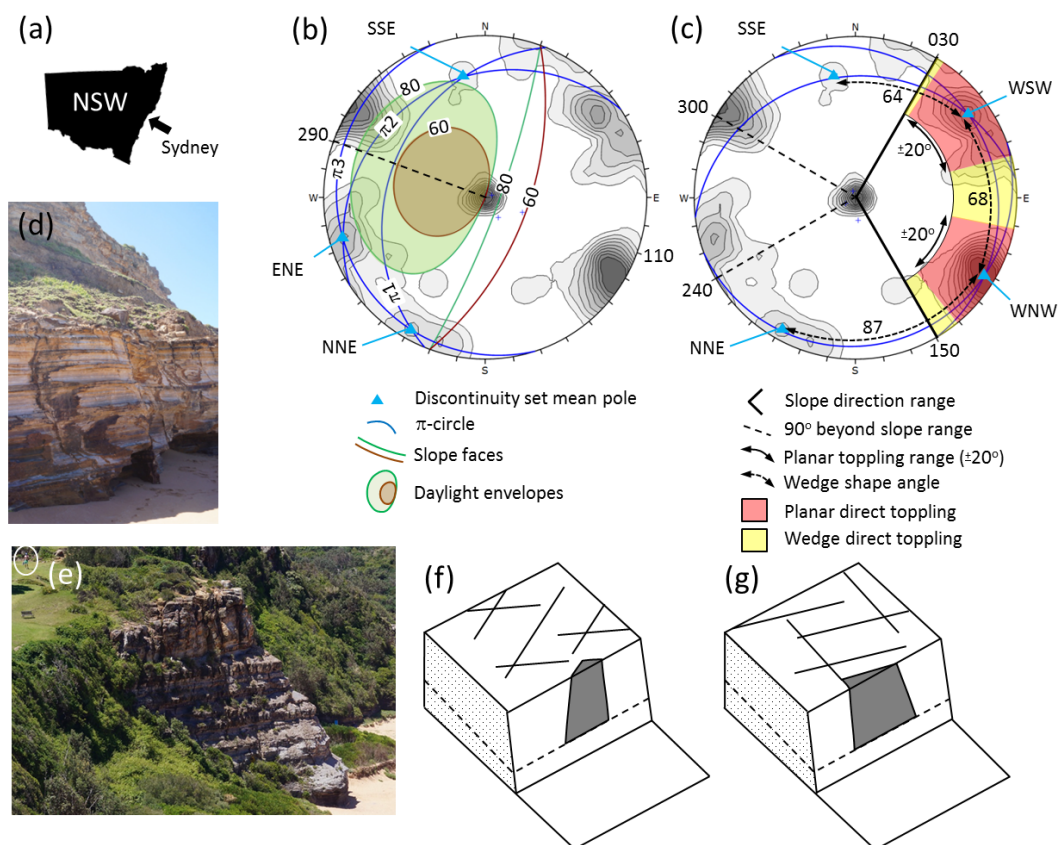 (a)
NSW
Sydney
(b)
SSE
N
80
π2
60
290
π3
W
80
60
E
110
ENE
π1
NNE
S
(c)
N
030
WSW
64
300
±20°
W
68
E
±20°
240
WNW
NNE
87
150
S
(d)
Discontinuity set mean pole
π-circle
Slope faces
Daylight envelopes
Slope direction range
90° beyond slope range
Planar toppling range (±20°)
Wedge shape angle
Planar direct toppling
Wedge direct toppling
(e)
(f)
(g)